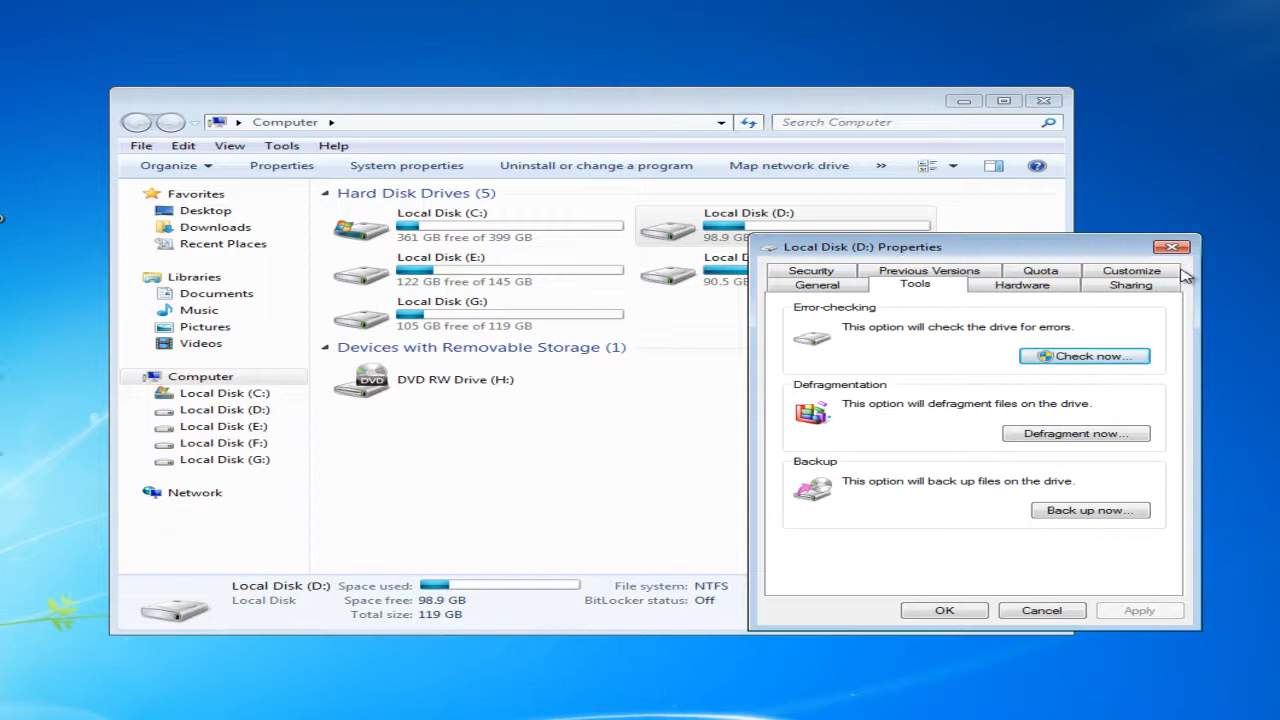 Computer
Search Computer
File Edit View Tools Help
Organize Properties System properties Uninstall or change a program Map network drive »
Favorites
Desktop
Downloads
Recent Places
Libraries
Documents
Music
Pictures
Videos
Computer
Local Disk (C:)
Local Disk (D:)
Local Disk (E:)
Local Disk (F:)
Local Disk (G:)
Network
Hard Disk Drives (5)
Local Disk (C:)
361 GB free of 399 GB
Local Disk (D:)
98.9 G
Local Disk (E:)
122 GB free of 145 GB
Local D
90.5 G
Local Disk (G:)
105 GB free of 119 GB
Devices with Removable Storage (1)
DVD
DVD RW Drive (H:)
Local Disk (D:) Space used: File system: NTFS
Local Disk Space free: 98.9 GB BitLocker status: Off
Total size: 119 GB
Local Disk (D:) Properties
Security Previous Versions Quota Customize
General Tools Hardware Sharing
Error-checking
This option will check the drive for errors.
Check now...
Defragmentation
This option will defragment files on the drive.
Defragment now...
Backup
This option will back up files on the drive.
Back up now...
OK Cancel Apply